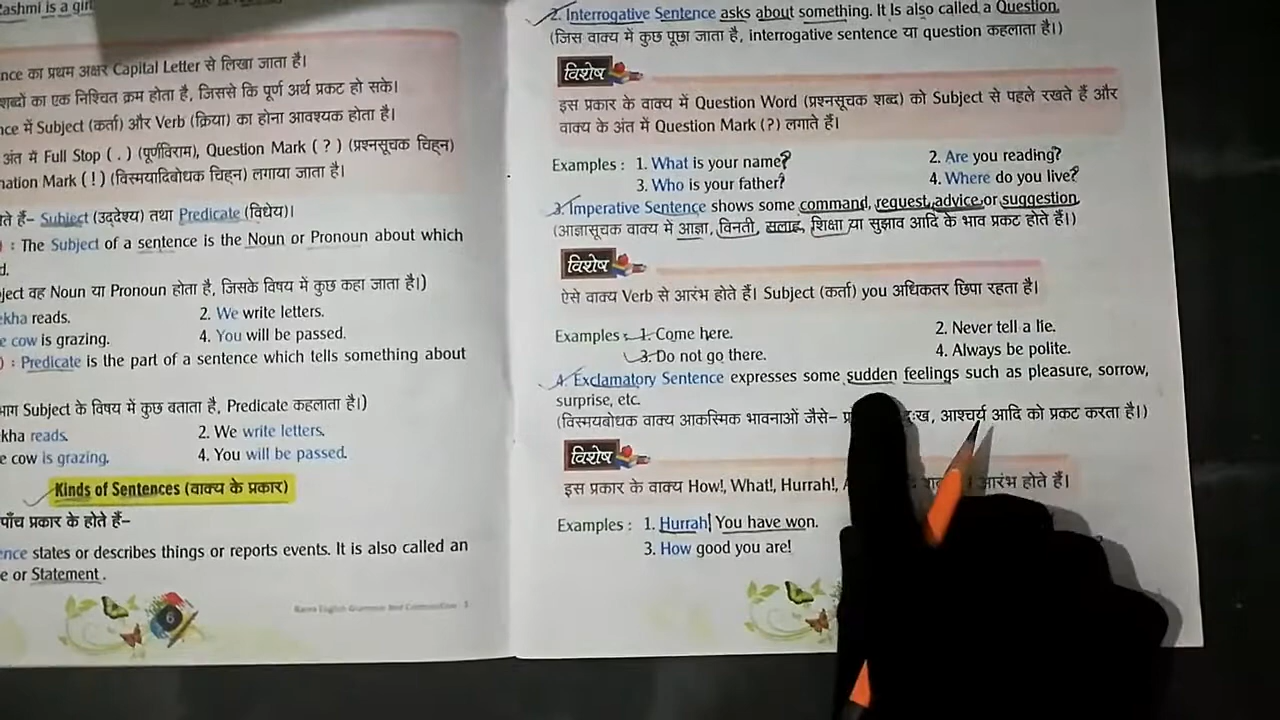 ashmi is a girl
nce का प्रथम अक्षर Capital Letter से लिखा जाता है।
शब्दों का एक निश्चित क्रम होता है, जिससे कि पूर्ण अर्थ प्रकट हो सके।
nce में Subject (कर्ता) और Verb (क्रिया) का होना आवश्यक होता है।
अंत में Full Stop ( . ) (पूर्णविराम), Question Mark ( ? ) (प्रश्नसूचक चिह्न)
nation Mark ( ! ) (विस्मयादिबोधक चिह्न) लगाया जाता है।
ते हैं– Subject (उद्देश्य) तथा Predicate (विधेय)।
) : The Subject of a sentence is the Noun or Pronoun about which
d.
ject वह Noun या Pronoun होता है, जिसके विषय में कुछ कहा जाता है।)
ekha reads. 2. We write letters.
e cow is grazing. 4. You will be passed.
) : Predicate is the part of a sentence which tells something about
भाग Subject के विषय में कुछ बताता है, Predicate कहलाता है।)
ekha reads. 2. We write letters.
e cow is grazing. 4. You will be passed.
Kinds of Sentences (वाक्य के प्रकार)
पाँच प्रकार के होते हैं–
ence states or describes things or reports events. It is also called an
e or Statement .
6
2. Interrogative Sentence asks about something. It is also called a Question.
(जिस वाक्य में कुछ पूछा जाता है, interrogative sentence या question कहलाता है।)
विशेष
इस प्रकार के वाक्य में Question Word (प्रश्नसूचक शब्द) को Subject से पहले रखते हैं और
वाक्य के अंत में Question Mark (?) लगाते हैं।
Examples : 1. What is your name? 2. Are you reading?
3. Who is your father? 4. Where do you live?
3. Imperative Sentence shows some command, request, advice or suggestion
(आज्ञासूचक वाक्य में आज्ञा, विनती, सलाह, शिक्षा या सुझाव आदि के भाव प्रकट होते हैं।)
विशेष
ऐसे वाक्य Verb से आरंभ होते हैं। Subject (कर्ता) you अधिकतर छिपा रहता है।
Examples : 1. Come here. 2. Never tell a lie.
3. Do not go there. 4. Always be polite.
4. Exclamatory Sentence expresses some sudden feelings such as pleasure, sorrow,
surprise, etc.
(विस्मयबोधक वाक्य आकस्मिक भावनाओं जैसे– आश्चर्य आदि को प्रकट करता है।)
विशेष
इस प्रकार के वाक्य How!, What!, Hurrah!, आरंभ होते हैं।
Examples : 1. Hurrah! You have won.
3. How good you are!